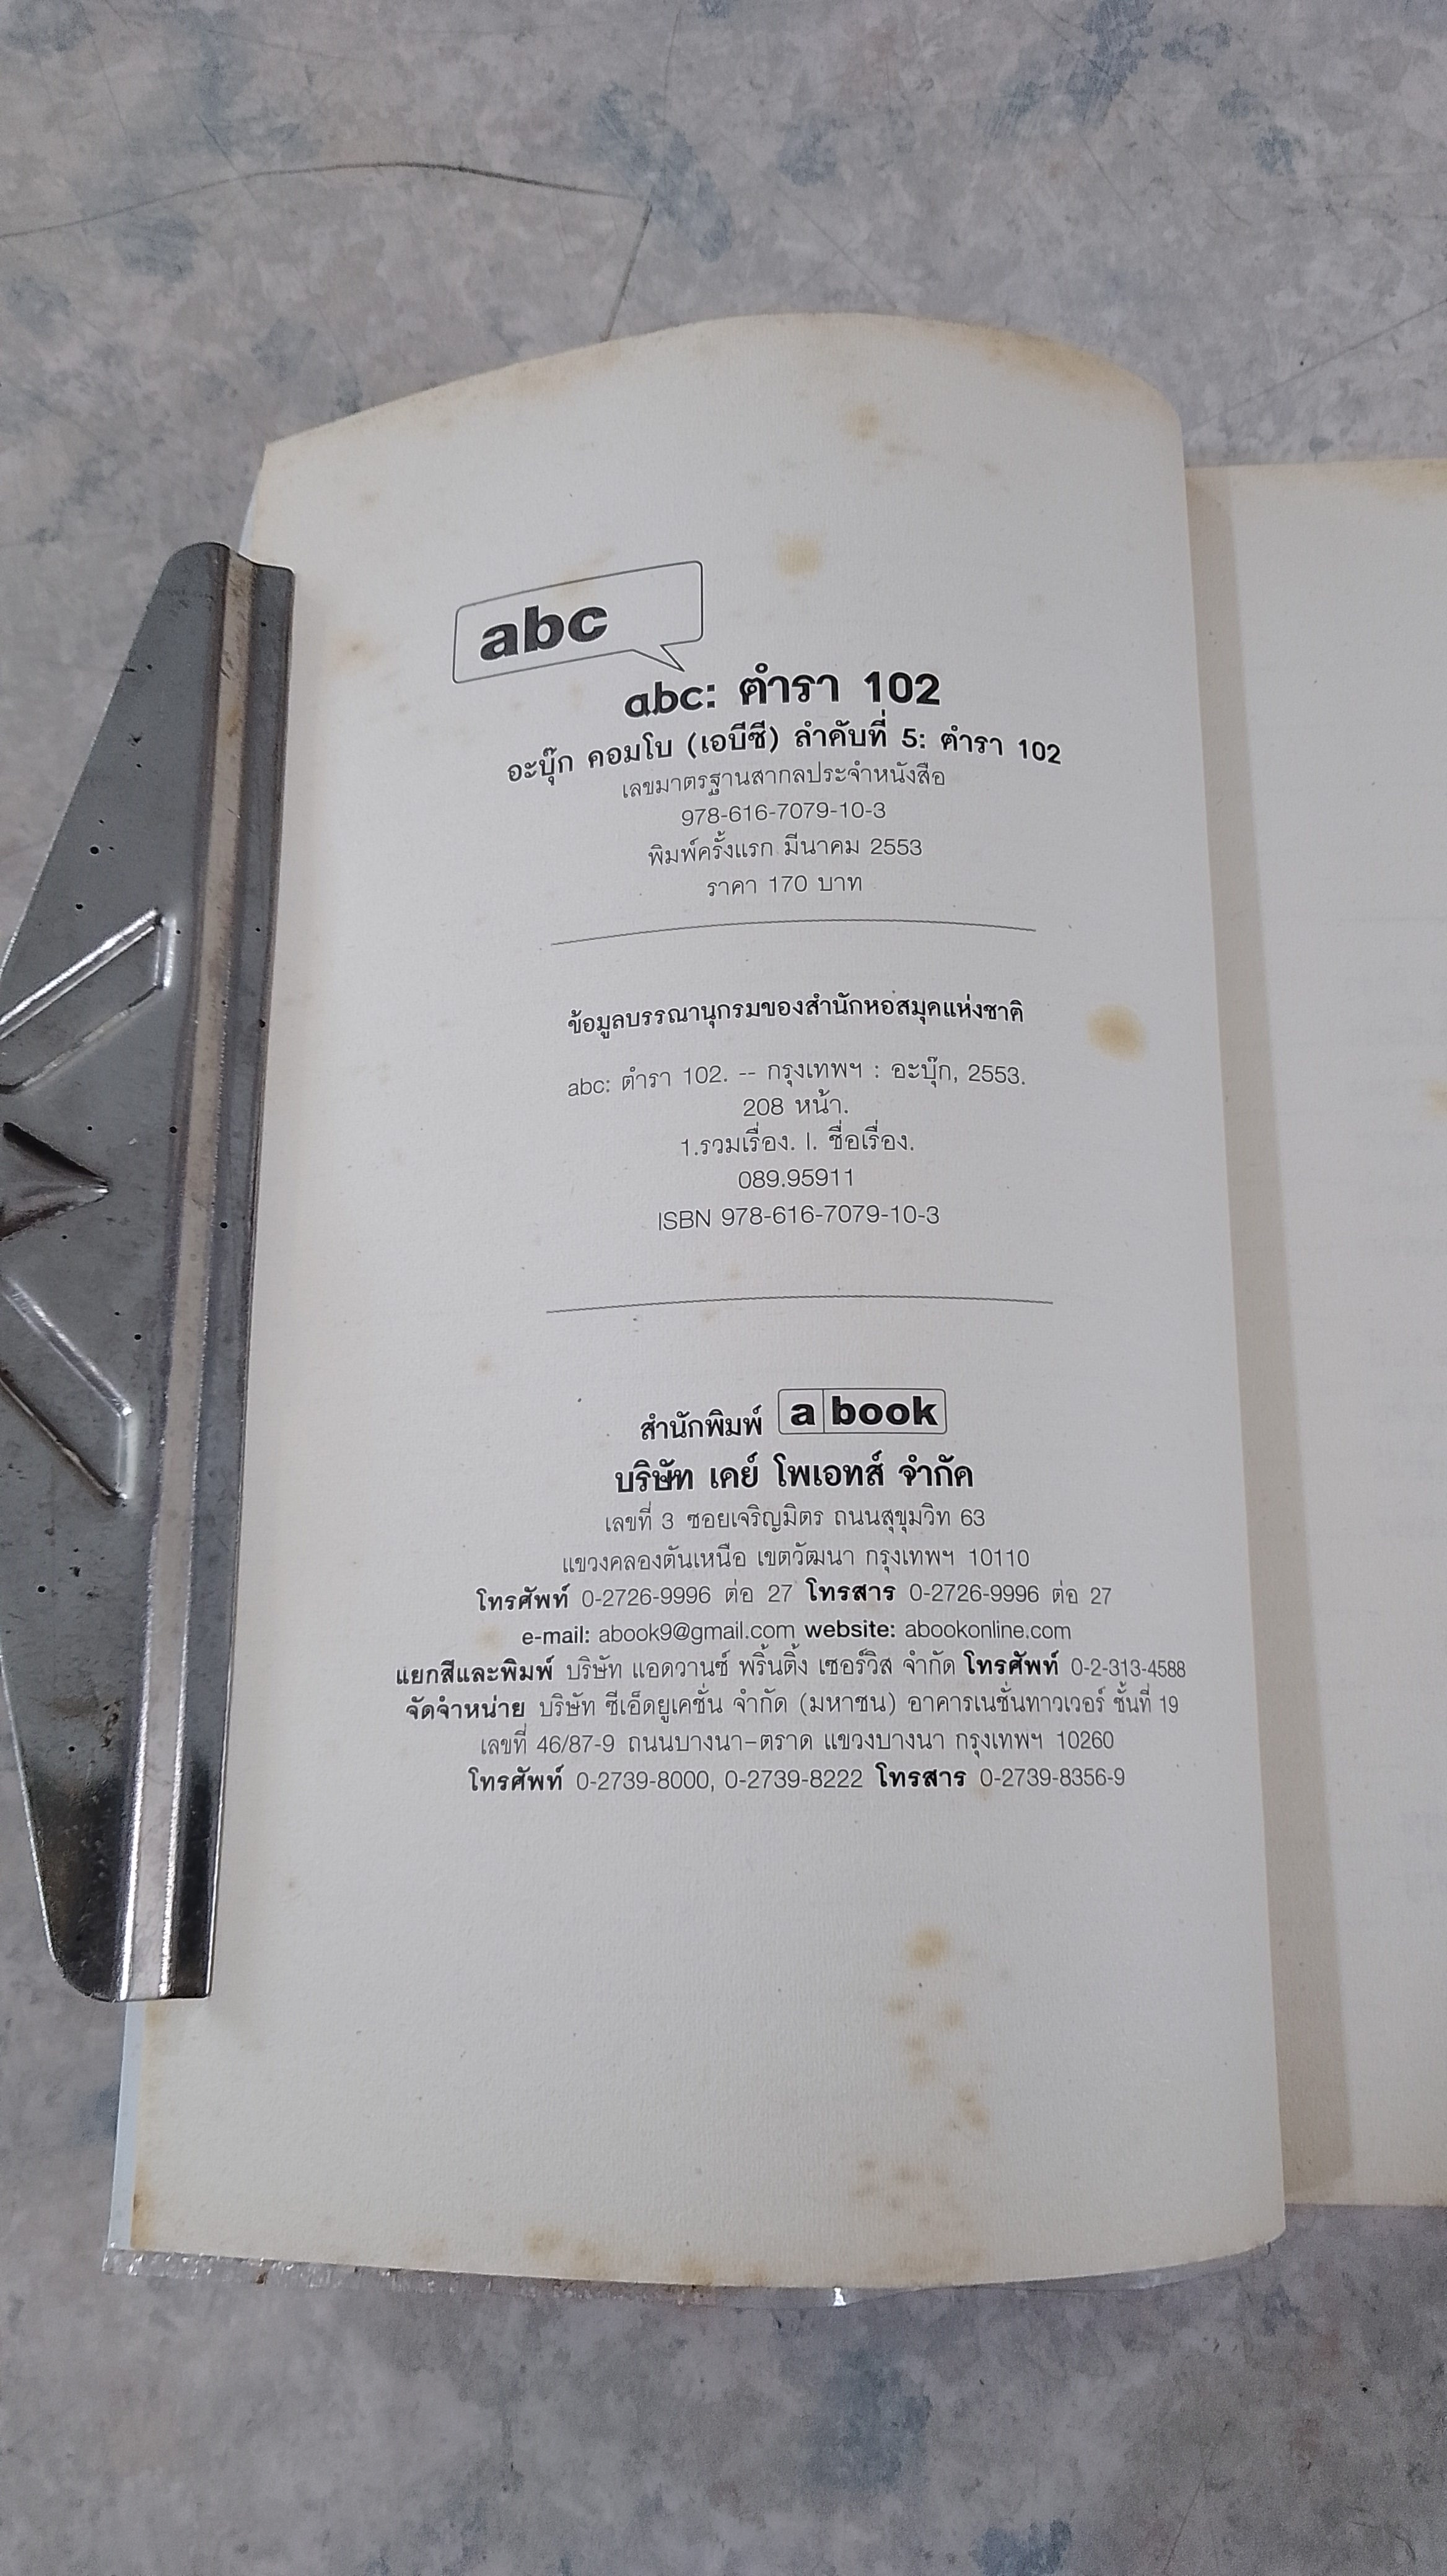 abc
abc: ตำรา 102
อะบุ๊ก คอมโบ (เอบีซี) ลำดับที่ 5: ตำรา 102
เลขมาตรฐานสากลประจำหนังสือ
978-616-7079-10-3
พิมพ์ครั้งแรก มีนาคม 2553
ราคา 170 บาท
ข้อมูลบรรณานุกรมของสำนักหอสมุดแห่งชาติ
abc: ตำรา 102. -- กรุงเทพฯ : อะบุ๊ก, 2553.
208 หน้า.
1.รวมเรื่อง. I. ชื่อเรื่อง.
089.95911
ISBN 978-616-7079-10-3
สำนักพิมพ์ a book
บริษัท เดย์ โพเอทส์ จำกัด
เลขที่ 3 ซอยเจริญมิตร ถนนสุขุมวิท 63
แขวงคลองตันเหนือ เขตวัฒนา กรุงเทพฯ 10110
โทรศัพท์ 0-2726-9996 ต่อ 27 โทรสาร 0-2726-9996 ต่อ 27
e-mail: abook9@gmail.com website: abookonline.com
แยกสีและพิมพ์ บริษัท แอดวานซ์ พริ้นติ้ง เซอร์วิส จำกัด โทรศัพท์ 0-2-313-4588
จัดจำหน่าย บริษัท ซีเอ็ดยูเคชั่น จำกัด (มหาชน) อาคารเนชั่นทาวเวอร์ ชั้นที่ 19
เลขที่ 46/87-9 ถนนบางนา-ตราด แขวงบางนา กรุงเทพฯ 10260
โทรศัพท์ 0-2739-8000, 0-2739-8222 โทรสาร 0-2739-8356-9